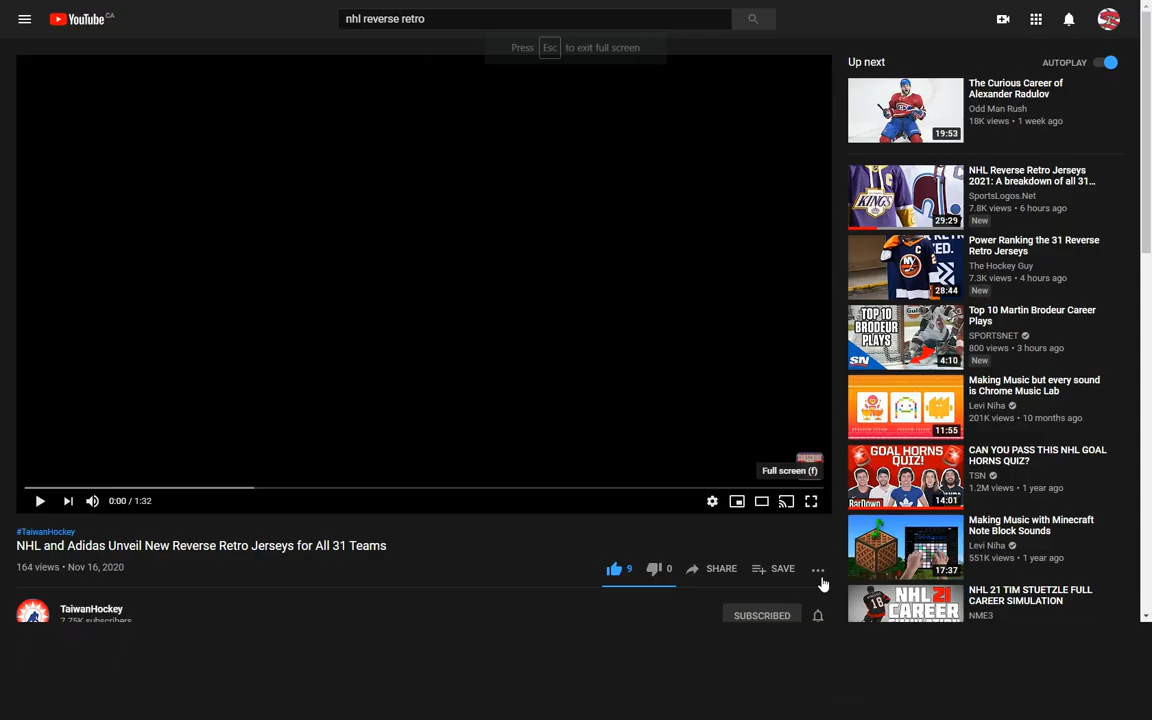 YouTube CA
nhl reverse retro
Press Esc to exit full screen
Full screen (f)
0:00 / 1:32
#TaiwanHockey
NHL and Adidas Unveil New Reverse Retro Jerseys for All 31 Teams
164 views • Nov 16, 2020
9
0
SHARE
SAVE
TaiwanHockey
7.75K subscribers
SUBSCRIBED
Up next
AUTOPLAY
19:53
The Curious Career of
Alexander Radulov
Odd Man Rush
18K views • 1 week ago
KINGS
29:29
NHL Reverse Retro Jerseys
2021: A breakdown of all 31...
SportsLogos.Net
7.8K views • 6 hours ago
New
28:44
Power Ranking the 31 Reverse
Retro Jerseys
The Hockey Guy
7.3K views • 4 hours ago
New
TOP 10
BRODEUR
PLAYS
SN
4:10
Top 10 Martin Brodeur Career
Plays
SPORTSNET
800 views • 3 hours ago
New
11:55
Making Music but every sound
is Chrome Music Lab
Levi Niha
201K views • 10 months ago
GOAL HORNS
QUIZ!
BarDown
14:01
CAN YOU PASS THIS NHL GOAL
HORNS QUIZ?
TSN
1.2M views • 1 year ago
17:37
Making Music with Minecraft
Note Block Sounds
Levi Niha
551K views • 1 year ago
18
NHL 21
CAREER
NHL 21 TIM STUETZLE FULL
CAREER SIMULATION
NME3